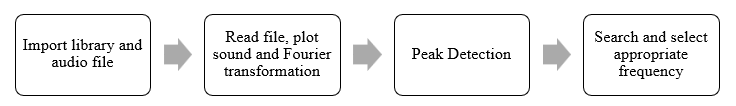 Import library and
audio file
Read file, plot
sound and Fourier
transformation
Peak Detection
Search and select
appropriate
frequency